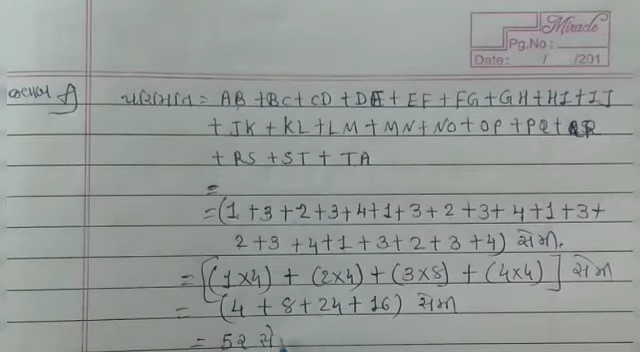 Miracle
Pg.No:
Date: / /201
જવાબ A પરિમિતિ = AB + BC + CD + DE + EF + FG + GH + HI + IJ
+ JK + KL + LM + MN + NO + OP + PQ + QR
+ RS + ST + TA
=
= (1 + 3 + 2 + 3 + 4 + 1 + 3 + 2 + 3 + 4 + 1 + 3 +
2 + 3 + 4 + 1 + 3 + 2 + 3 + 4) સેમી.
= [(1 x 4) + (2 x 4) + (3 x 8) + (4 x 4)] સેમી
= (4 + 8 + 24 + 16) સેમી
= 52 સે